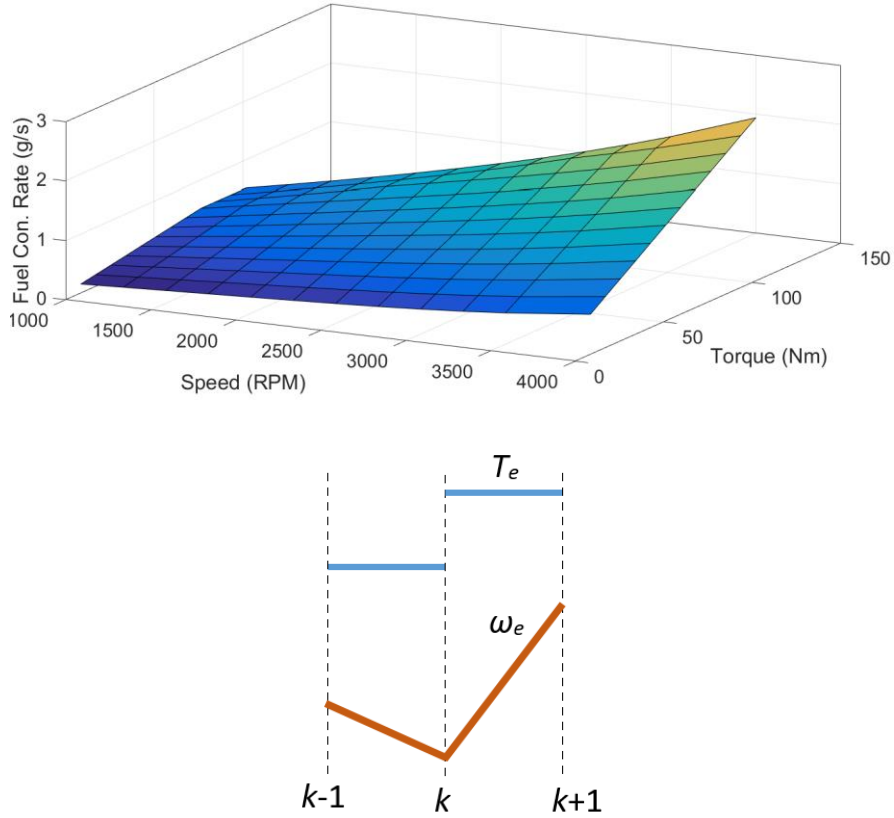 Fuel Con. Rate (g/s)
3
2
1
0
1000
1500
2000
2500
3000
3500
4000
Speed (RPM)
0
50
100
150
Torque (Nm)
Te
ωe
k-1
k
k+1